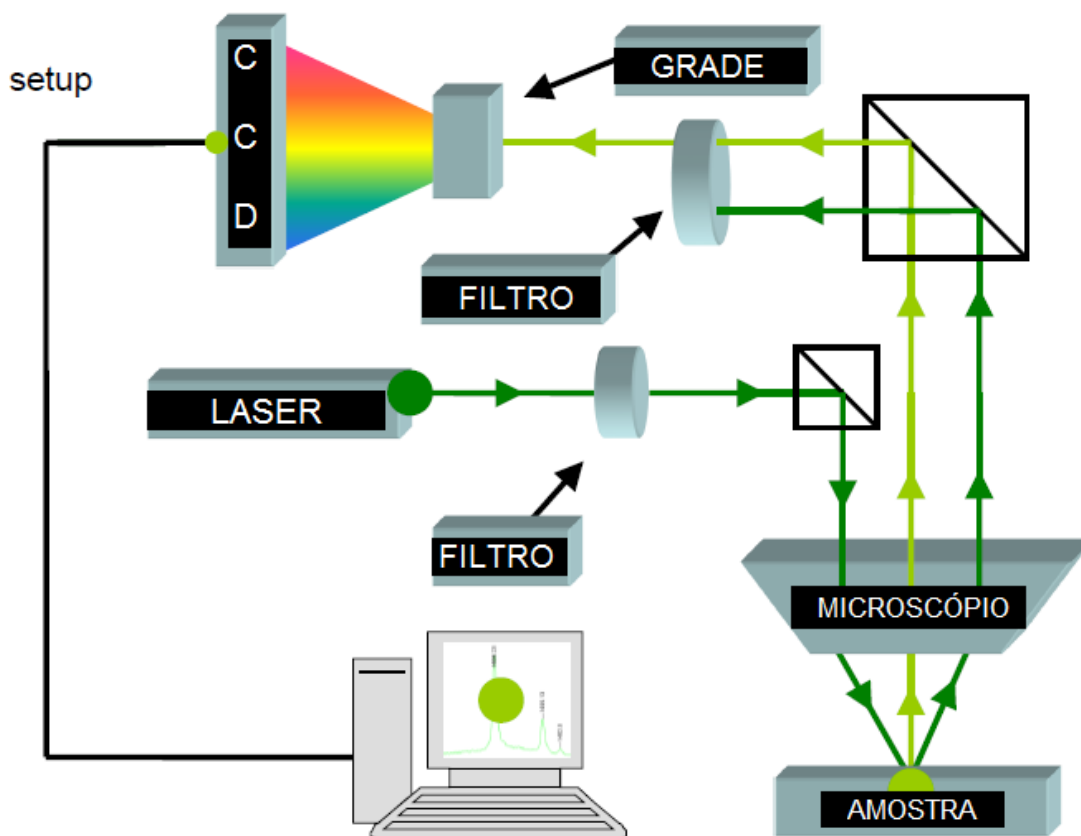 setup
C
C
D
GRADE
FILTRO
LASER
FILTRO
MICROSCÓPIO
AMOSTRA